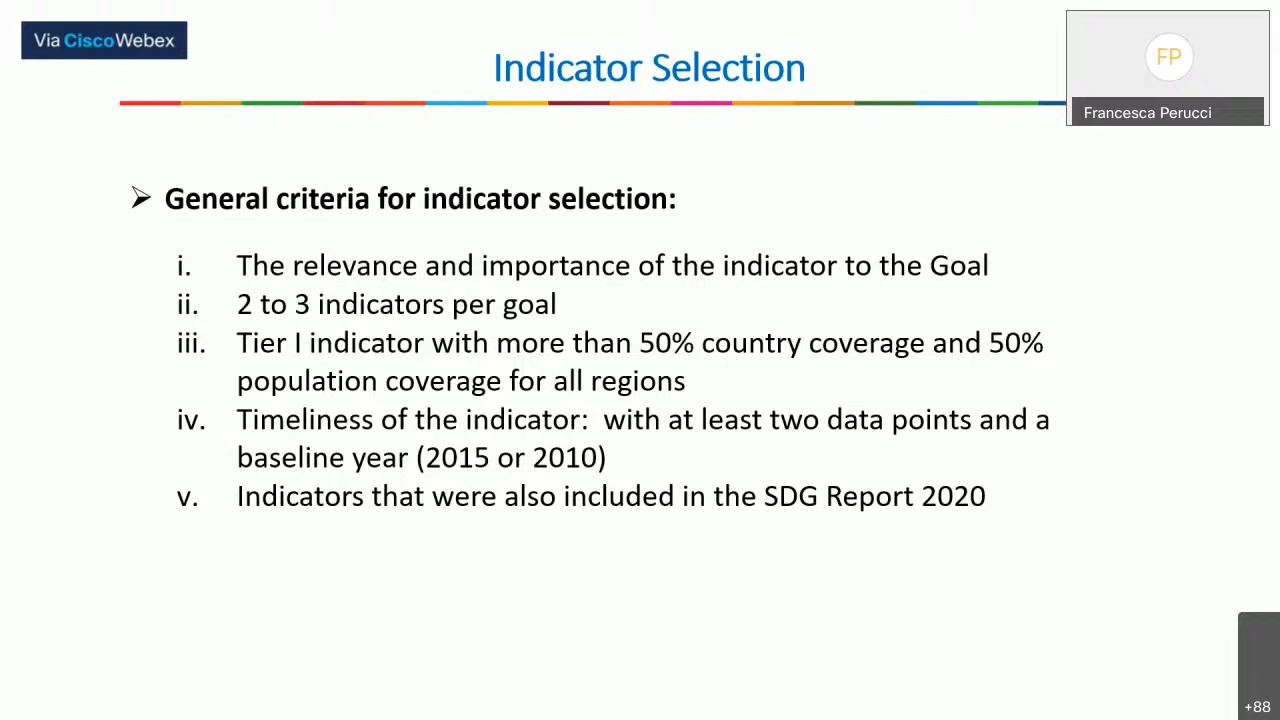 Via CiscoWebex
Indicator Selection
FP
Francesca Perucci
➢ General criteria for indicator selection:
i. The relevance and importance of the indicator to the Goal
ii. 2 to 3 indicators per goal
iii. Tier I indicator with more than 50% country coverage and 50%
population coverage for all regions
iv. Timeliness of the indicator: with at least two data points and a
baseline year (2015 or 2010)
v. Indicators that were also included in the SDG Report 2020
+88